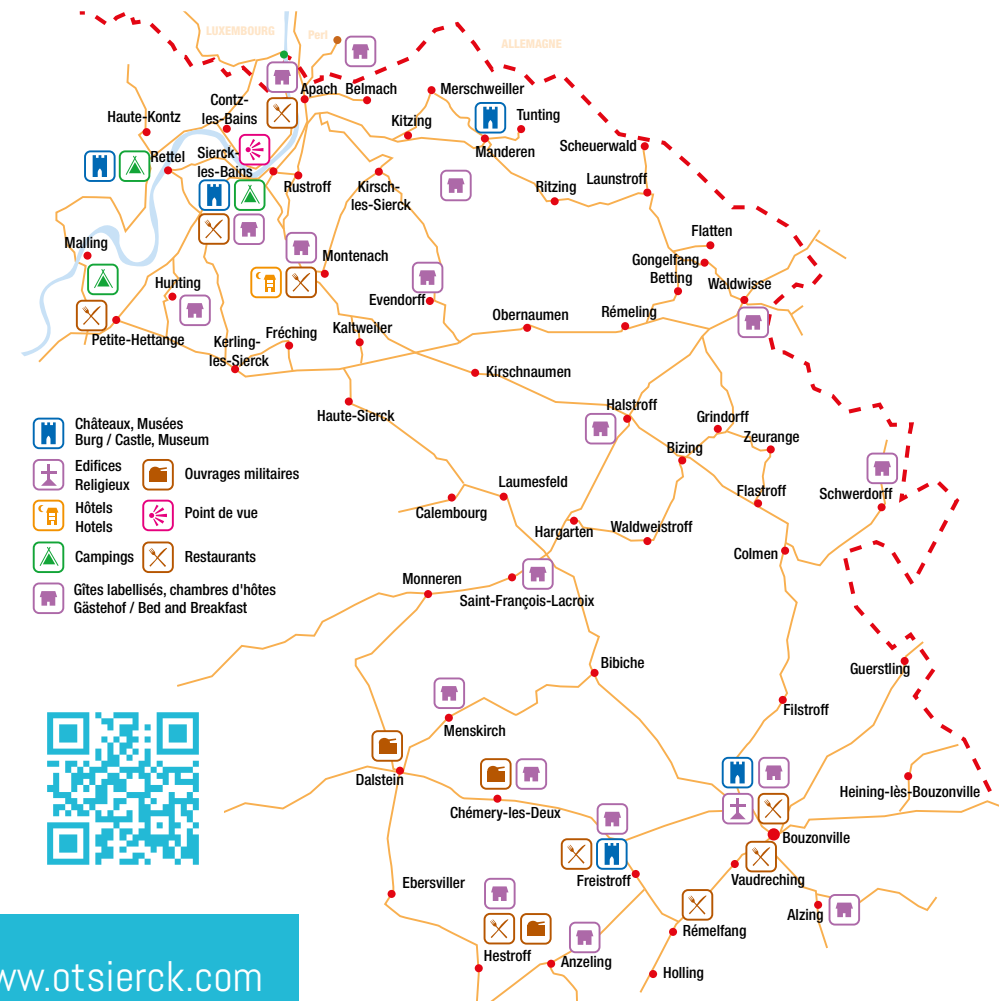 LUXEMBOURG
Perl
ALLEMAGNE
Apach
Belmach
Merschweiller
Contz-
les-Bains
Haute-Kontz
Kitzing
Tunting
Manderen
Scheuerwald
Rettel
Sierck-
les-Bains
Rustroff
Kirsch-
les-Sierck
Ritzing
Launstroff
Malling
Montenach
Flatten
Gongelfang
Betting
Waldwisse
Hunting
Evendorff
Obernaumen
Rémeling
Petite-Hettange
Kerling-
les-Sierck
Fréching
Kaltweiler
Kirschnaumen
Haute-Sierck
Halstroff
Grindorff
Zeurange
Bizing
Châteaux, Musées
Burg / Castle, Museum
Edifices
Religieux
Ouvrages militaires
Hôtels
Hotels
Point de vue
Campings
Restaurants
Gîtes labellisés, chambres d'hôtes
Gästehof / Bed and Breakfast
Laumesfeld
Calembourg
Flastroff
Schwerdorff
Hargarten
Waldweistroff
Colmen
Monneren
Saint-François-Lacroix
Bibiche
Guerstling
Filstroff
Menskirch
Dalstein
Chémery-les-Deux
Heining-lès-Bouzonville
Bouzonville
Freistroff
Vaudreching
Ebersviller
Alzing
Rémelfang
Hestroff
Anzeling
Holling
ww.otsierck.com